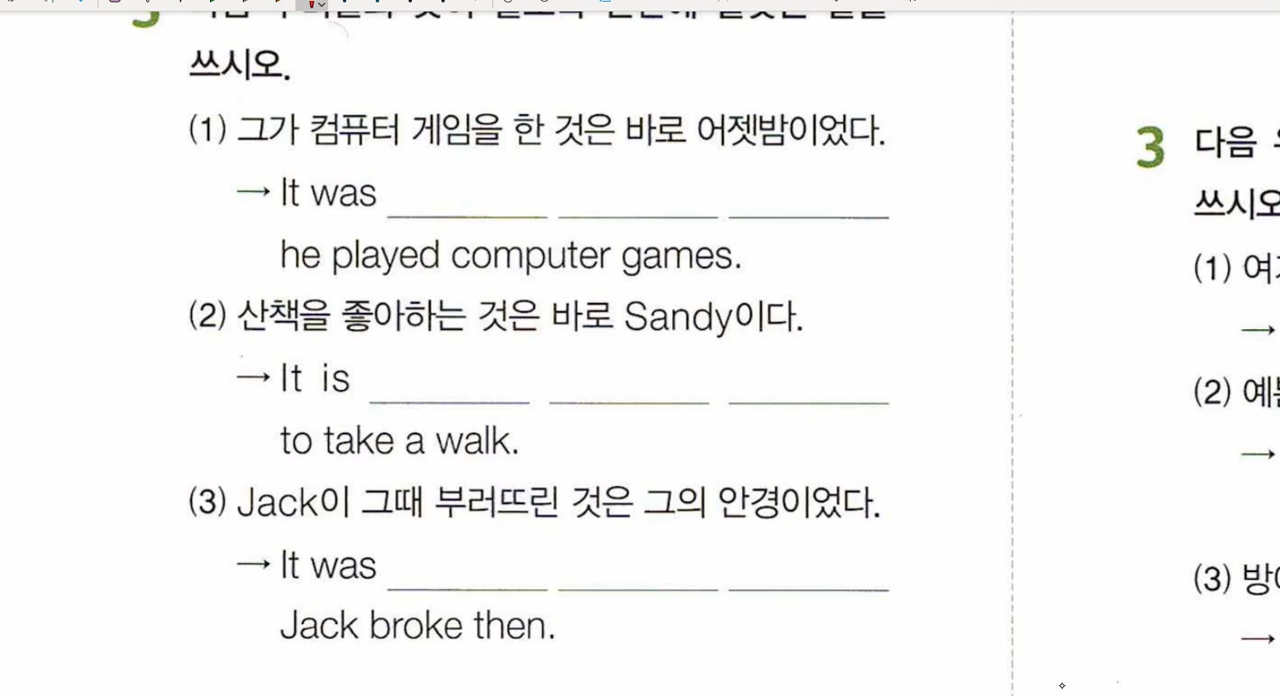 쓰시오.
(1) 그가 컴퓨터 게임을 한 것은 바로 어젯밤이었다.
→ It was
he played computer games.
(2) 산책을 좋아하는 것은 바로 Sandy이다.
→ It is
to take a walk.
(3) Jack이 그때 부러뜨린 것은 그의 안경이었다.
→ It was
Jack broke then.
3 다음
쓰시오
(1)
→
(2)
→
(3)
→